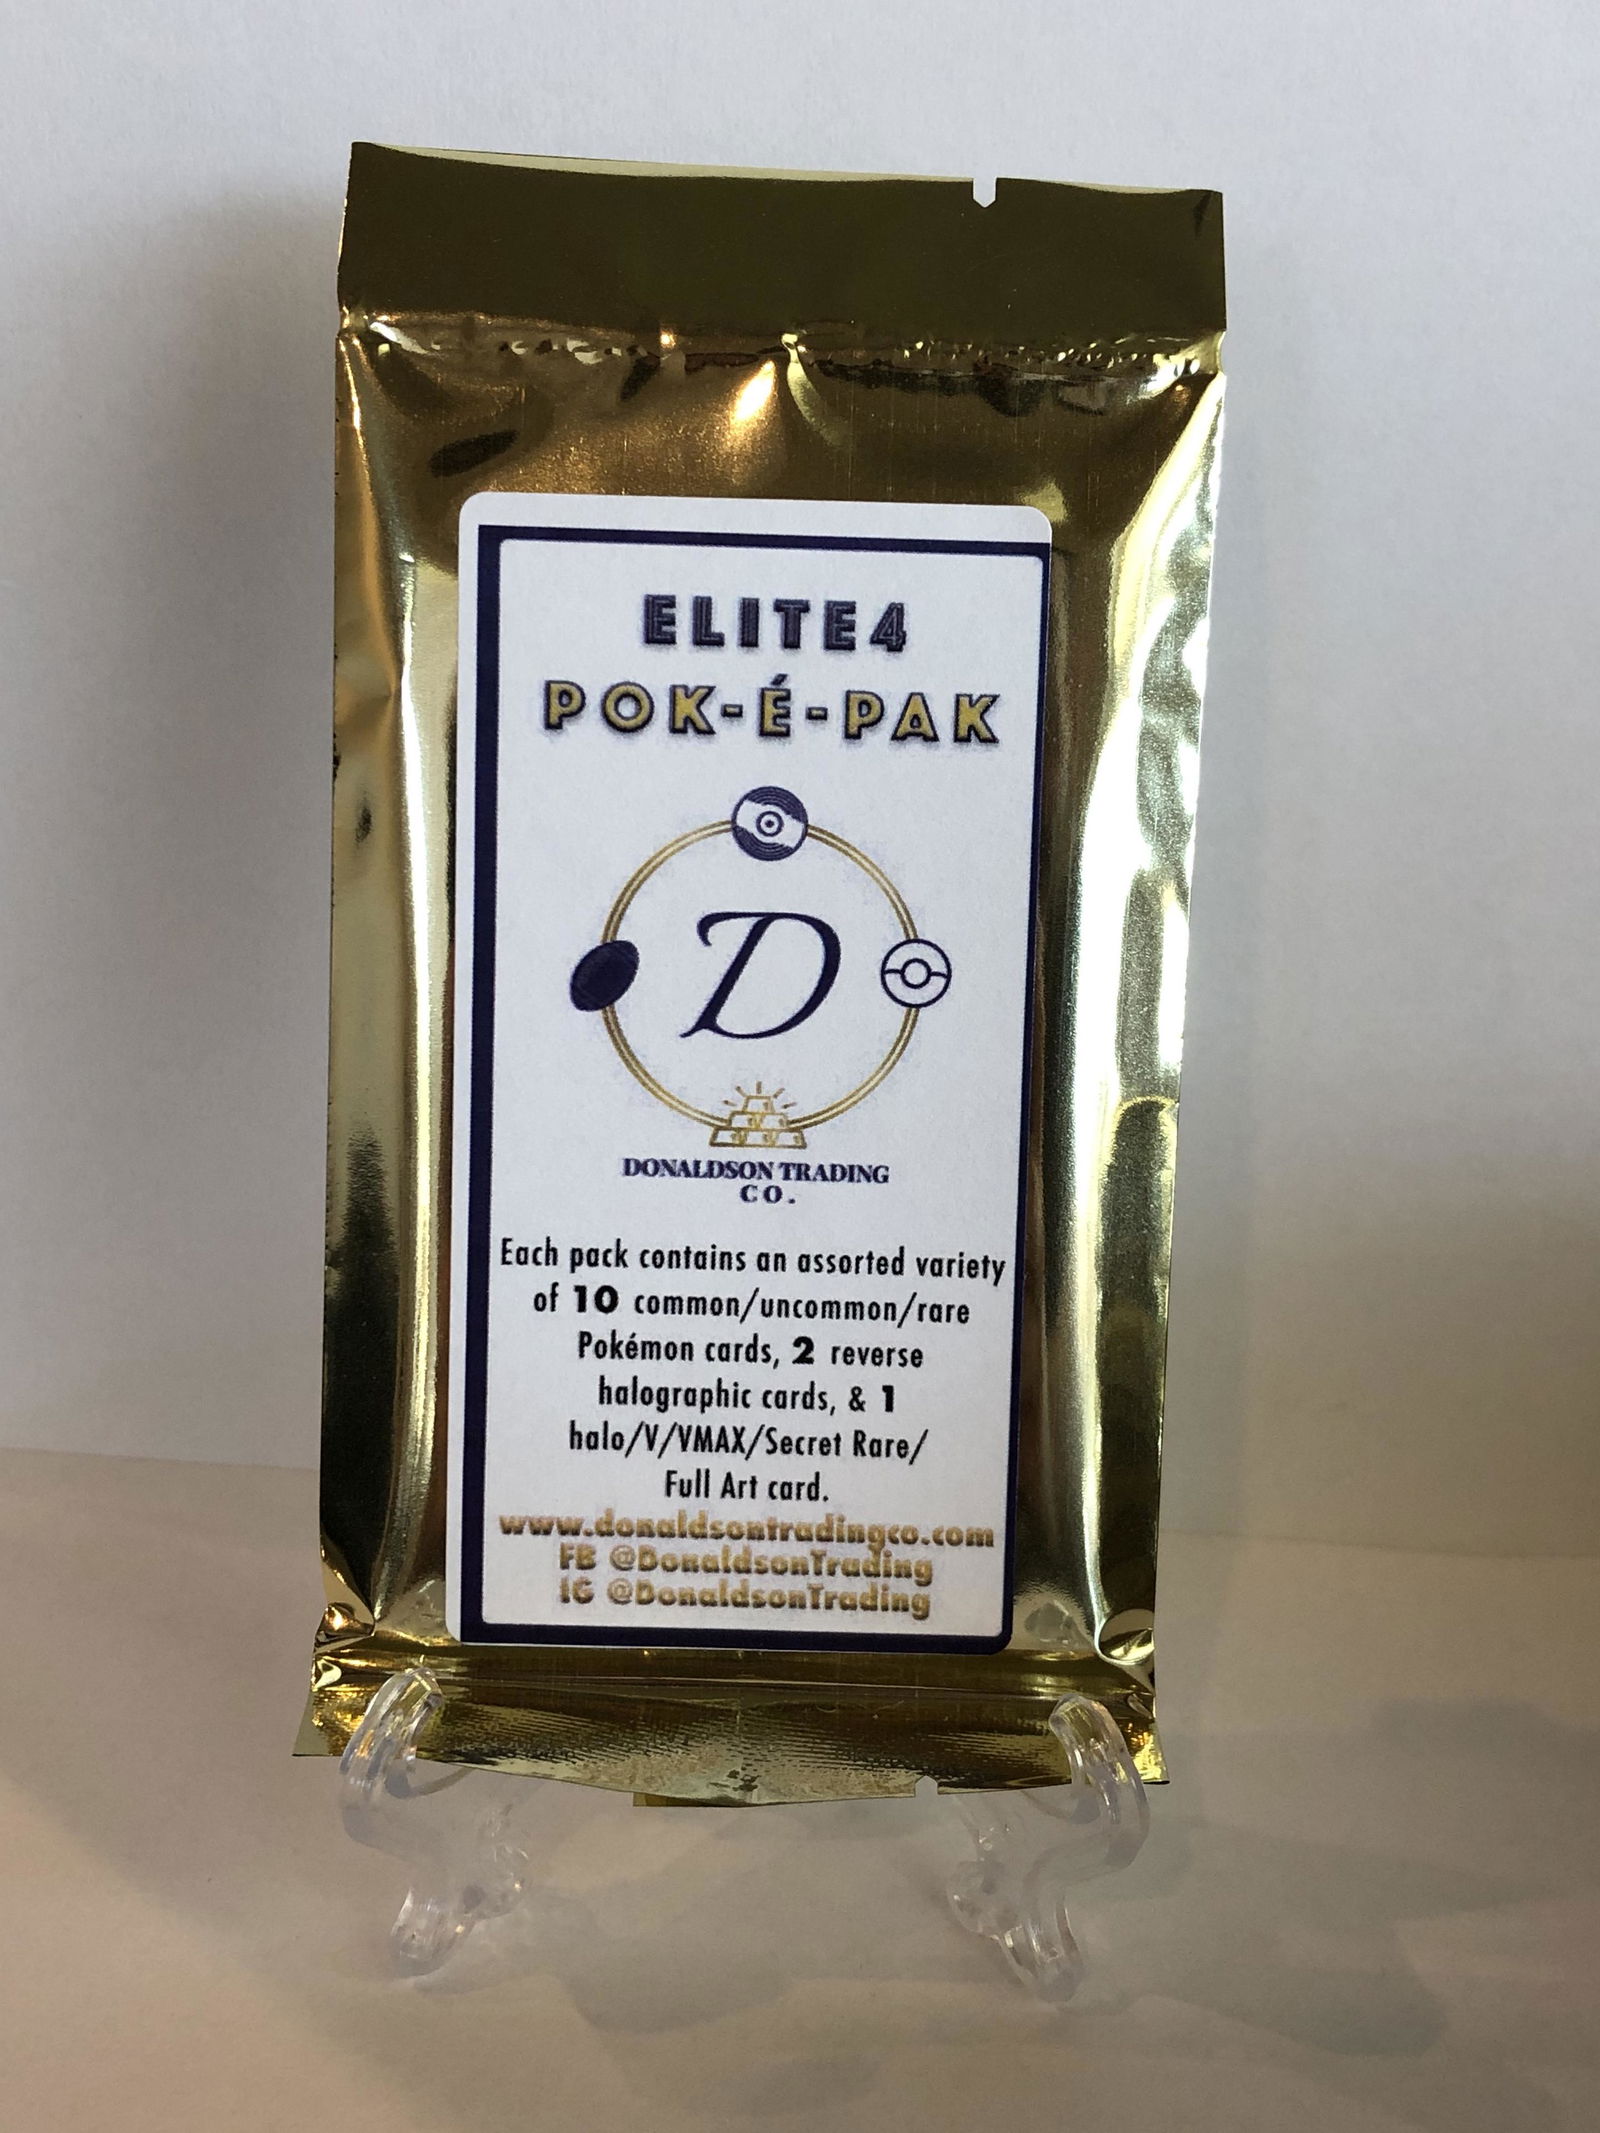 ELITE4
POK-É-PAK
D
DONALDSON TRADING
CO.
Each pack contains an assorted variety
of 10 common/uncommon/rare
Pokémon cards, 2 reverse
halographic cards, & 1
halo/V/VMAX/Secret Rare/
Full Art card.
www.donaldsontradingco.com
FB @DonaldsonTrading
IG @DonaldsonTrading